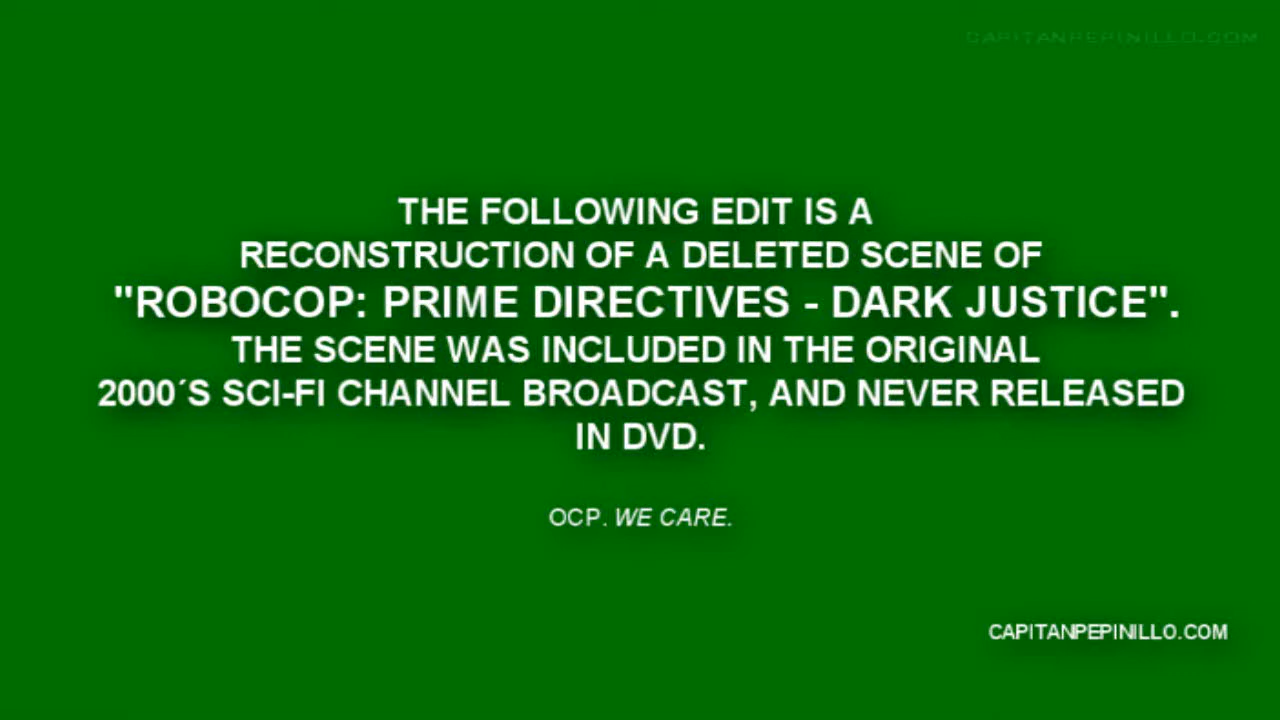 CAPITANPEPINILLO.COM
THE FOLLOWING EDIT IS A
RECONSTRUCTION OF A DELETED SCENE OF
"ROBOCOP: PRIME DIRECTIVES - DARK JUSTICE".
THE SCENE WAS INCLUDED IN THE ORIGINAL
2000´S SCI-FI CHANNEL BROADCAST, AND NEVER RELEASED
IN DVD.
OCP. WE CARE.
CAPITANPEPINILLO.COM